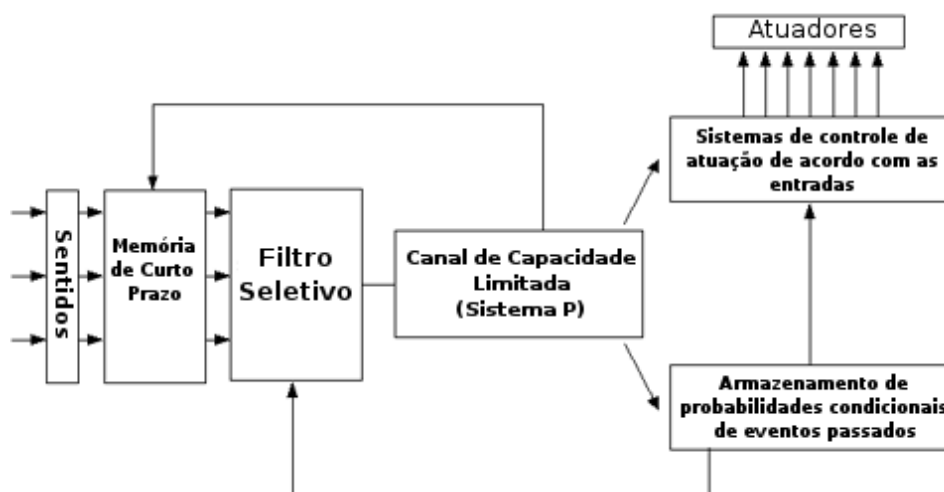 Atuadores
Sistemas de controle de
atuação de acordo com as
entradas
Sentidos
Memória
de Curto
Prazo
Filtro
Seletivo
Canal de Capacidade
Limitada
(Sistema P)
Armazenamento de
probabilidades condicionais
de eventos passados